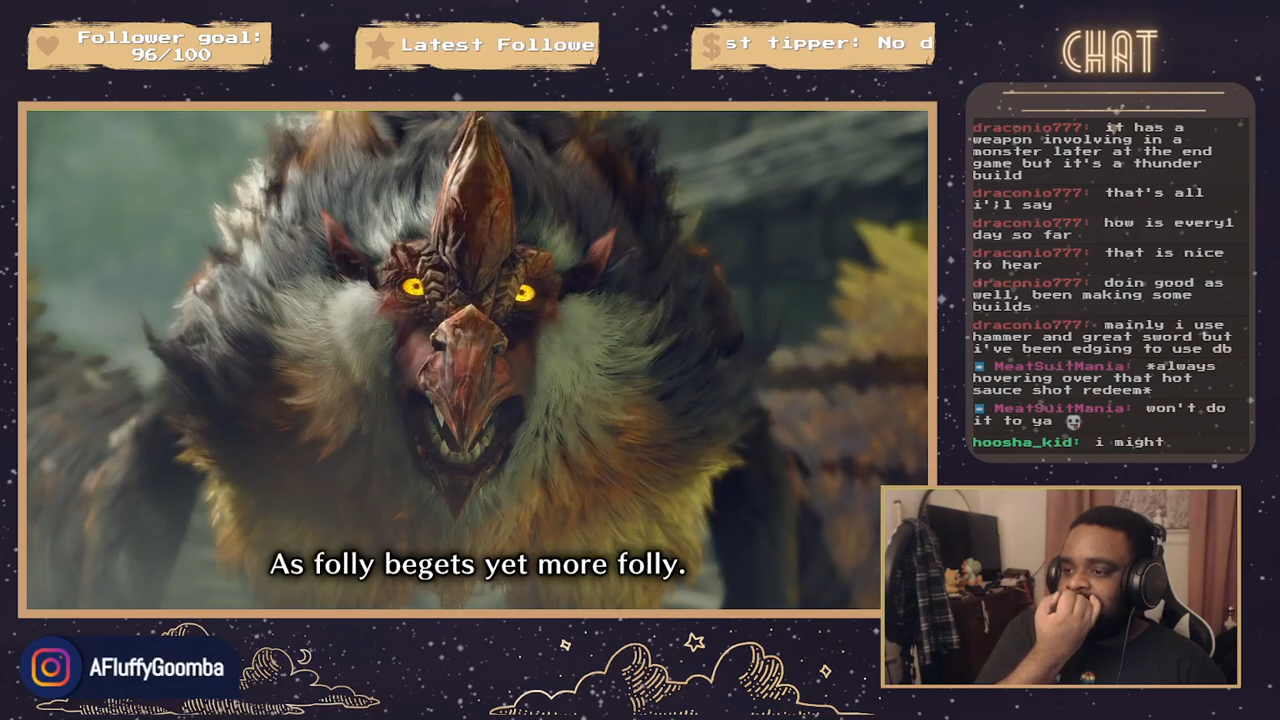 Follower goal:
96/100
Latest Followe
st tipper: No d
CHAT
draconio777: it has a
weapon involving in a
monster later at the end
game but it's a thunder
build
draconio777: that's all
i';l say
draconio777: how is every1
day so far
draconio777: that is nice
to hear
draconio777: doin good as
well, been making some
builds
draconio777: mainly i use
hammer and great sword but
i've been edging to use db
MeatSuitMania: *always
hovering over that hot
sauce shot redeem*
MeatSuitMania: won't do
it to ya
hoosha_kid: i might
As folly begets yet more folly.
AFluffyGoomba